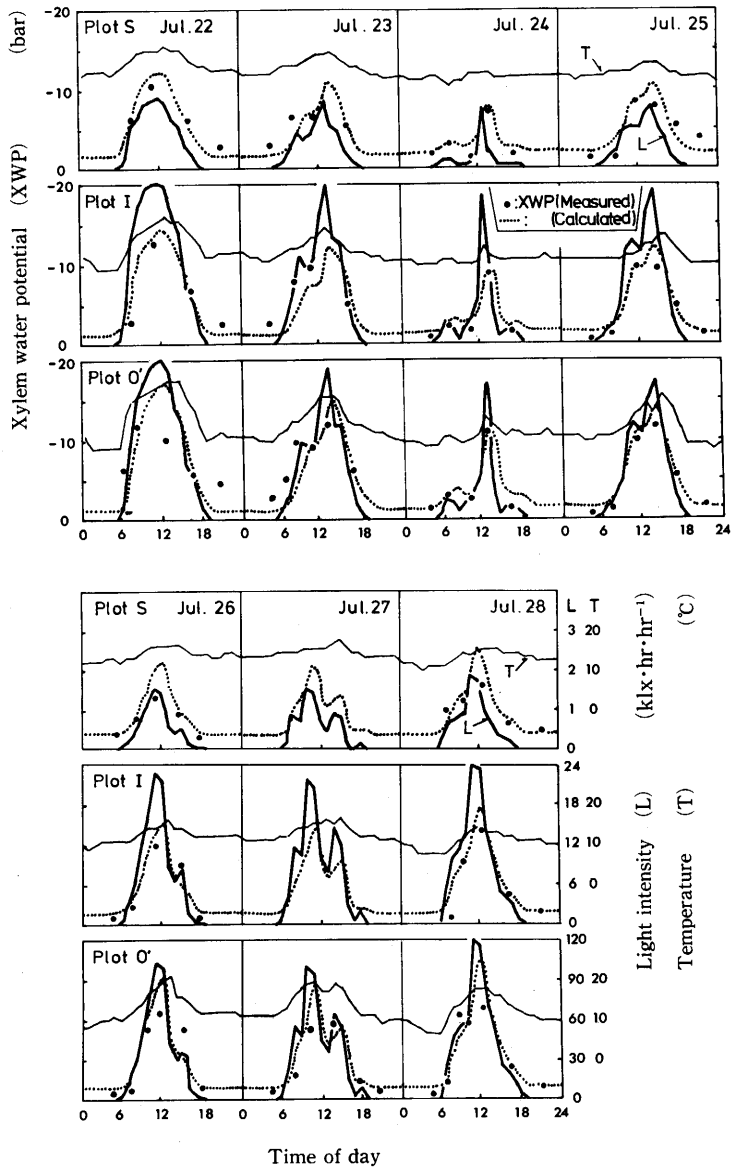 Xylem water potential (XWP) (bar)
-20
-10
0
Plot S Jul.22
Jul.23
Jul.24
Jul.25
T
L
-20
-10
0
Plot I
•:XWP(Measured)
......: (Calculated)
-20
-10
0
Plot O'
0 6 12 18 0 6 12 18 0 6 12 18 0 6 12 18 24
Plot S Jul.26
Jul.27
Jul.28
T
L
L T
3 20
2 10
1 0
0
(klx·hr·hr⁻¹) (℃)
Plot I
24
18 20
12 10
6 0
0
Light intensity (L)
Temperature (T)
Plot O'
120
90 20
60 10
30 0
0
0 6 12 18 0 6 12 18 0 6 12 18 24
Time of day